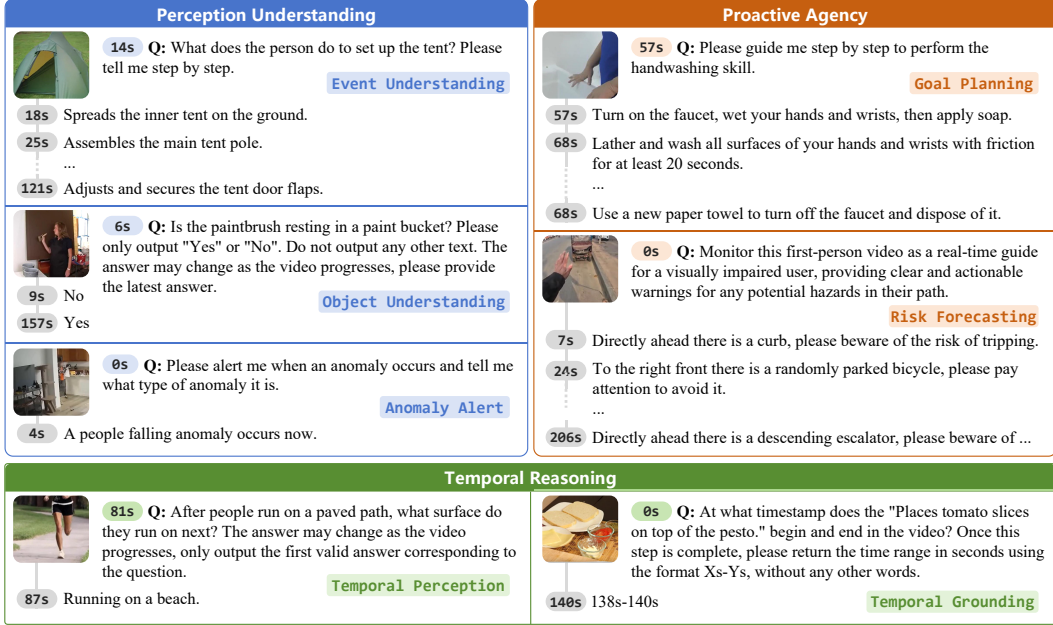 Perception Understanding
14s Q: What does the person do to set up the tent? Please
tell me step by step.
Event Understanding
18s Spreads the inner tent on the ground.
25s Assembles the main tent pole.
...
121s Adjusts and secures the tent door flaps.
6s Q: Is the paintbrush resting in a paint bucket? Please
only output "Yes" or "No". Do not output any other text. The
answer may change as the video progresses, please provide
the latest answer.
Object Understanding
9s No
157s Yes
0s Q: Please alert me when an anomaly occurs and tell me
what type of anomaly it is.
Anomaly Alert
4s A people falling anomaly occurs now.
Proactive Agency
57s Q: Please guide me step by step to perform the
handwashing skill.
Goal Planning
57s Turn on the faucet, wet your hands and wrists, then apply soap.
68s Lather and wash all surfaces of your hands and wrists with friction
for at least 20 seconds.
...
68s Use a new paper towel to turn off the faucet and dispose of it.
0s Q: Monitor this first-person video as a real-time guide
for a visually impaired user, providing clear and actionable
warnings for any potential hazards in their path.
Risk Forecasting
7s Directly ahead there is a curb, please beware of the risk of tripping.
24s To the right front there is a randomly parked bicycle, please pay
attention to avoid it.
...
206s Directly ahead there is a descending escalator, please beware of ...
Temporal Reasoning
81s Q: After people run on a paved path, what surface do
they run on next? The answer may change as the video
progresses, only output the first valid answer corresponding to
the question.
Temporal Perception
87s Running on a beach.
0s Q: At what timestamp does the "Places tomato slices
on top of the pesto." begin and end in the video? Once this
step is complete, please return the time range in seconds using
the format Xs-Ys, without any other words.
140s 138s-140s
Temporal Grounding